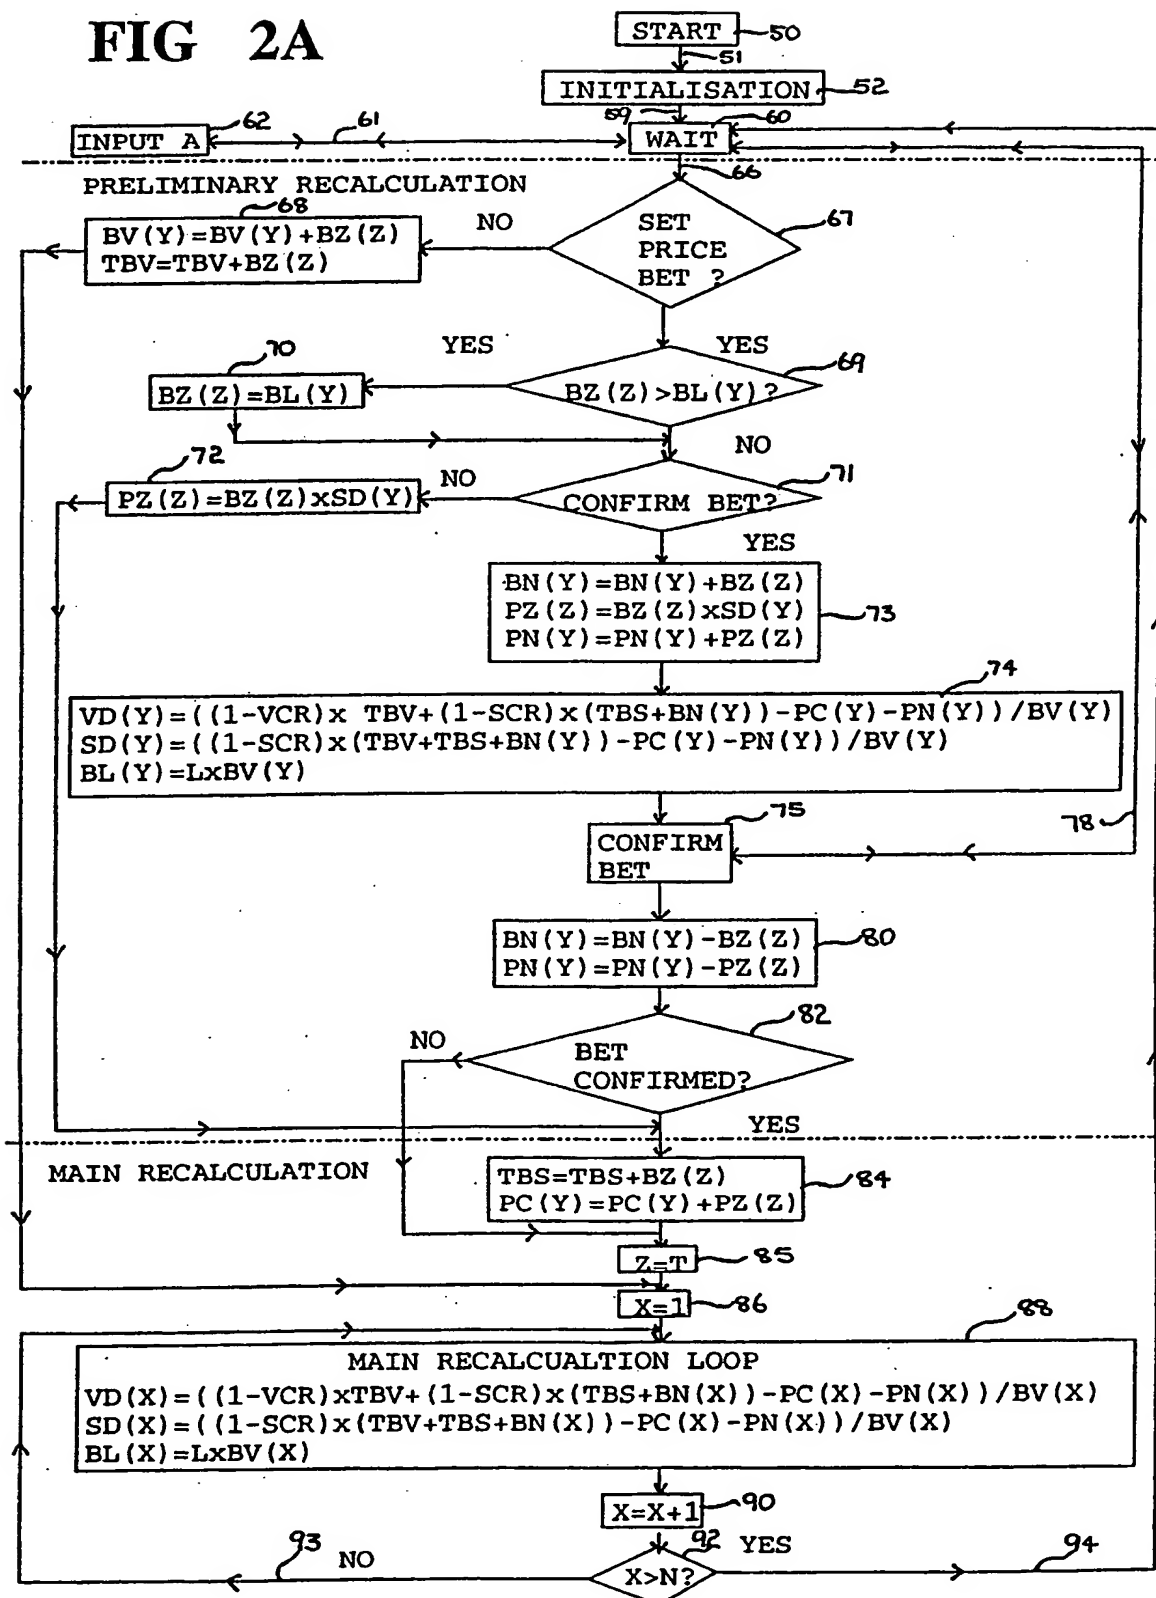 FIG 2A
START
50
51
INITIALISATION
52
59
60
62
61
INPUT A
WAIT
66
PRELIMINARY RECALCULATION
68
NO
67
BV(Y)=BV(Y)+BZ(Z)
TBV=TBV+BZ(Z)
SET
PRICE
BET ?
70
YES
YES
69
BZ(Z)=BL(Y)
BZ(Z)>BL(Y)?
72
NO
NO
71
PZ(Z)=BZ(Z)xSD(Y)
CONFIRM BET?
YES
BN(Y)=BN(Y)+BZ(Z)
PZ(Z)=BZ(Z)xSD(Y)
PN(Y)=PN(Y)+PZ(Z)
73
74
VD(Y)=((1-VCR)x TBV+(1-SCR)x(TBS+BN(Y))-PC(Y)-PN(Y))/BV(Y)
SD(Y)=((1-SCR)x(TBV+TBS+BN(Y))-PC(Y)-PN(Y))/BV(Y)
BL(Y)=LxBV(Y)
75
78
CONFIRM
BET
BN(Y)=BN(Y)-BZ(Z)
PN(Y)=PN(Y)-PZ(Z)
80
82
NO
BET
CONFIRMED?
YES
MAIN RECALCULATION
TBS=TBS+BZ(Z)
PC(Y)=PC(Y)+PZ(Z)
84
Z=T
85
X=1
86
88
MAIN RECALCUALTION LOOP
VD(X)=((1-VCR)xTBV+(1-SCR)x(TBS+BN(X))-PC(X)-PN(X))/BV(X)
SD(X)=((1-SCR)x(TBV+TBS+BN(X))-PC(X)-PN(X))/BV(X)
BL(X)=LxBV(X)
X=X+1
90
93
NO
92
YES
94
X>N?